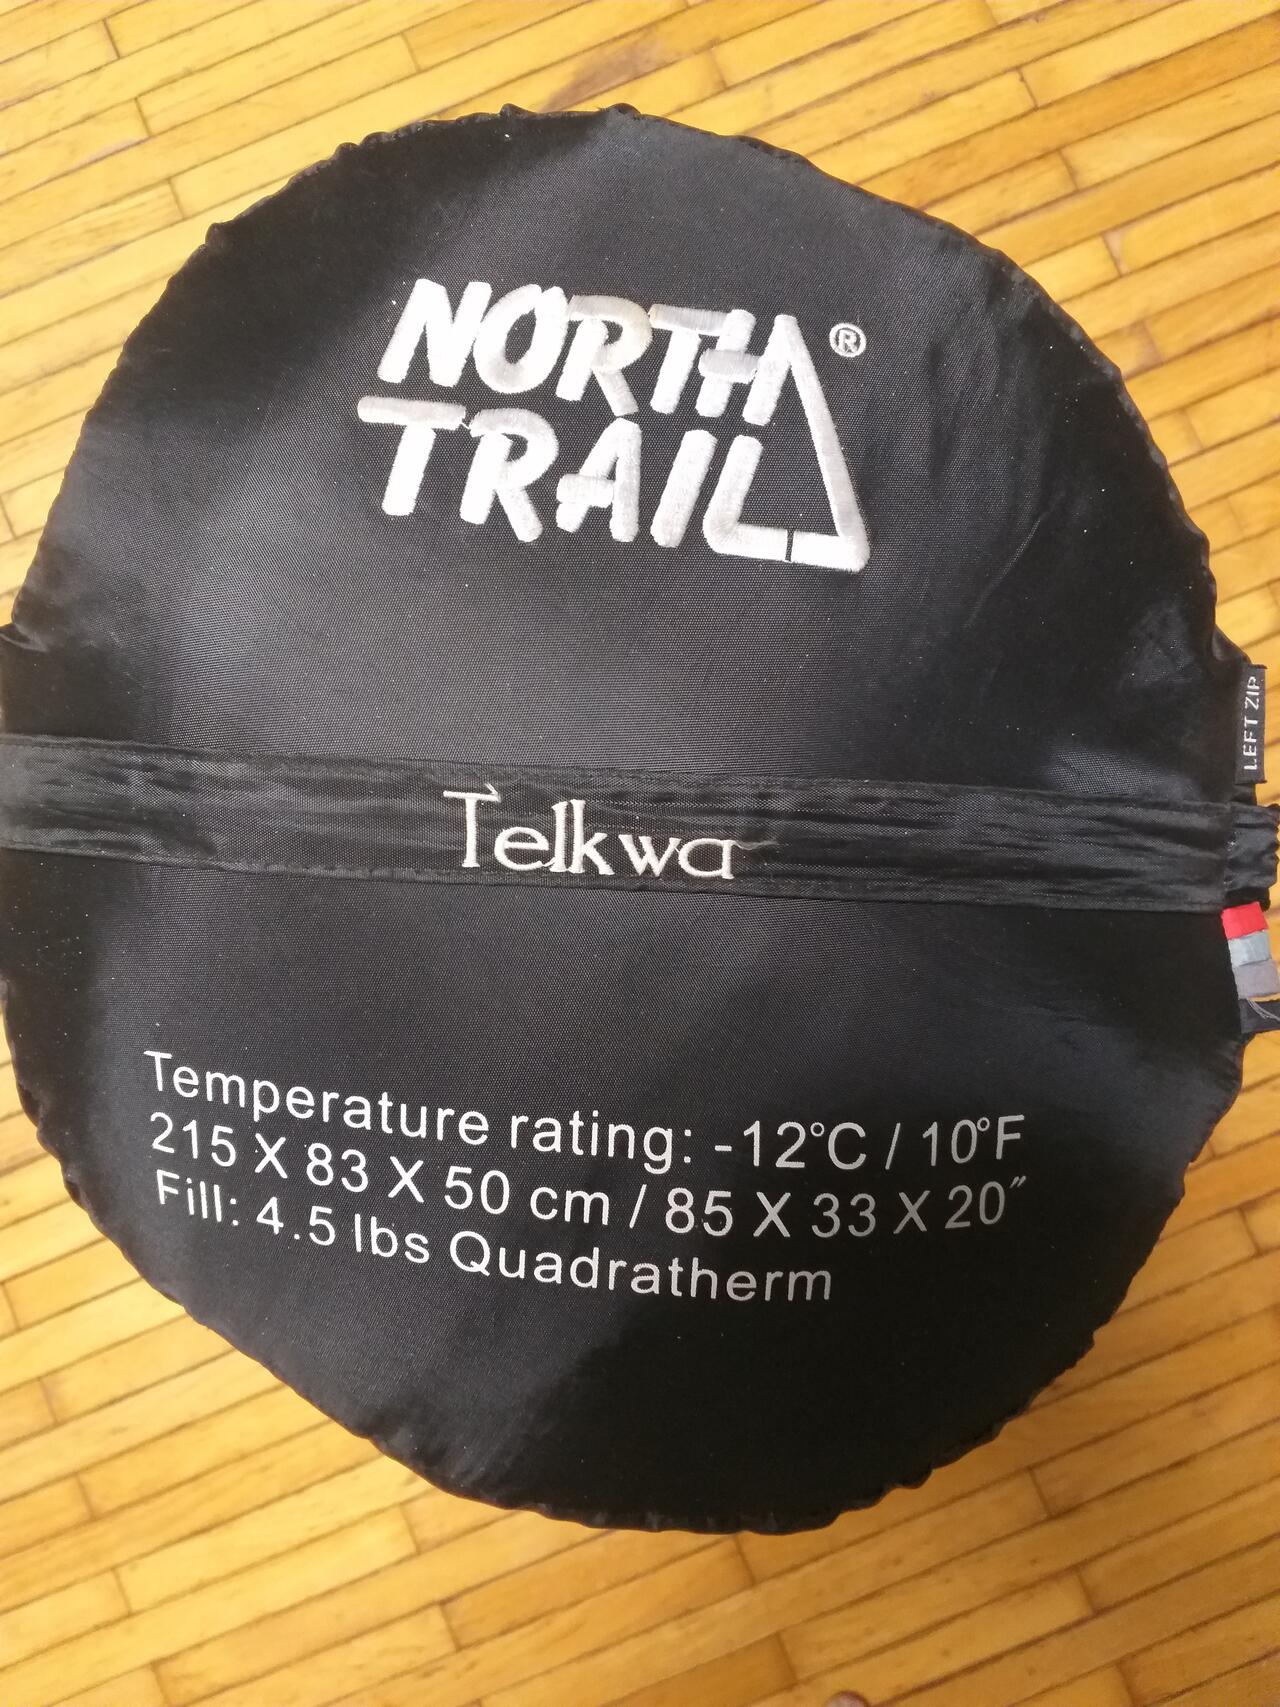 NORTH ®
TRAIL
LEFT ZIP
Telkwa
Temperature rating: -12°C / 10°F
215 X 83 X 50 cm / 85 X 33 X 20″
Fill: 4.5 lbs Quadratherm